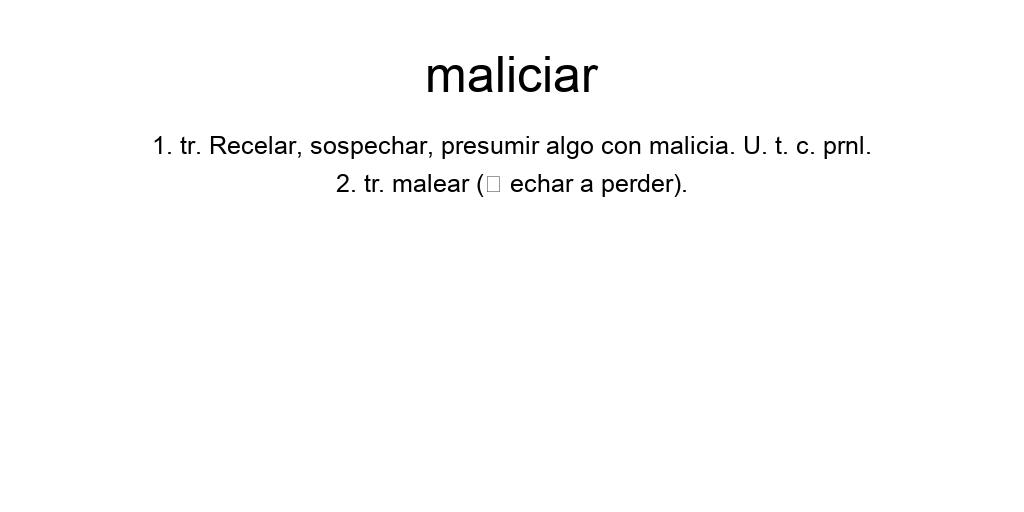 maliciar
1. tr. Recelar, sospechar, presumir algo con malicia. U. t. c. prnl.
2. tr. malear (□ echar a perder).